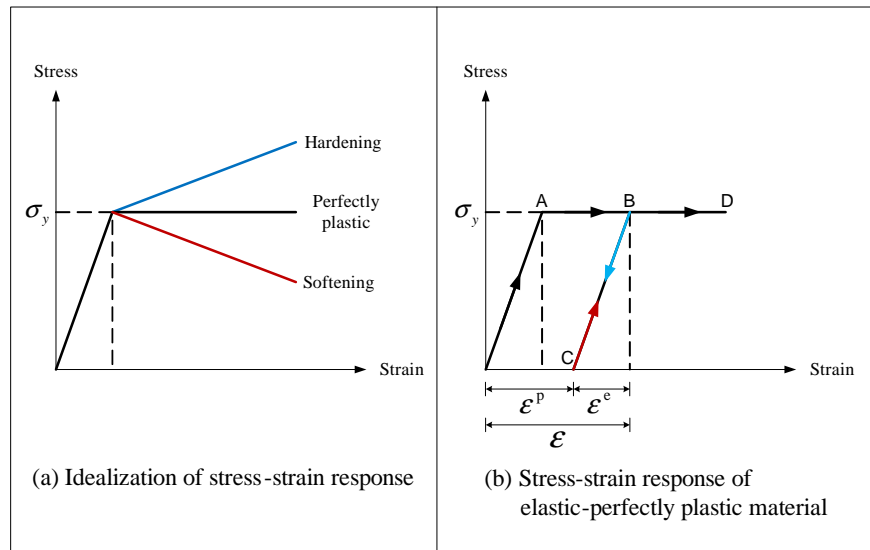 Stress
Hardening
σy
Perfectly
plastic
Softening
Strain
(a) Idealization of stress-strain response
Stress
A
B
D
σy
C
Strain
εp
εe
ε
(b) Stress-strain response of
elastic-perfectly plastic material